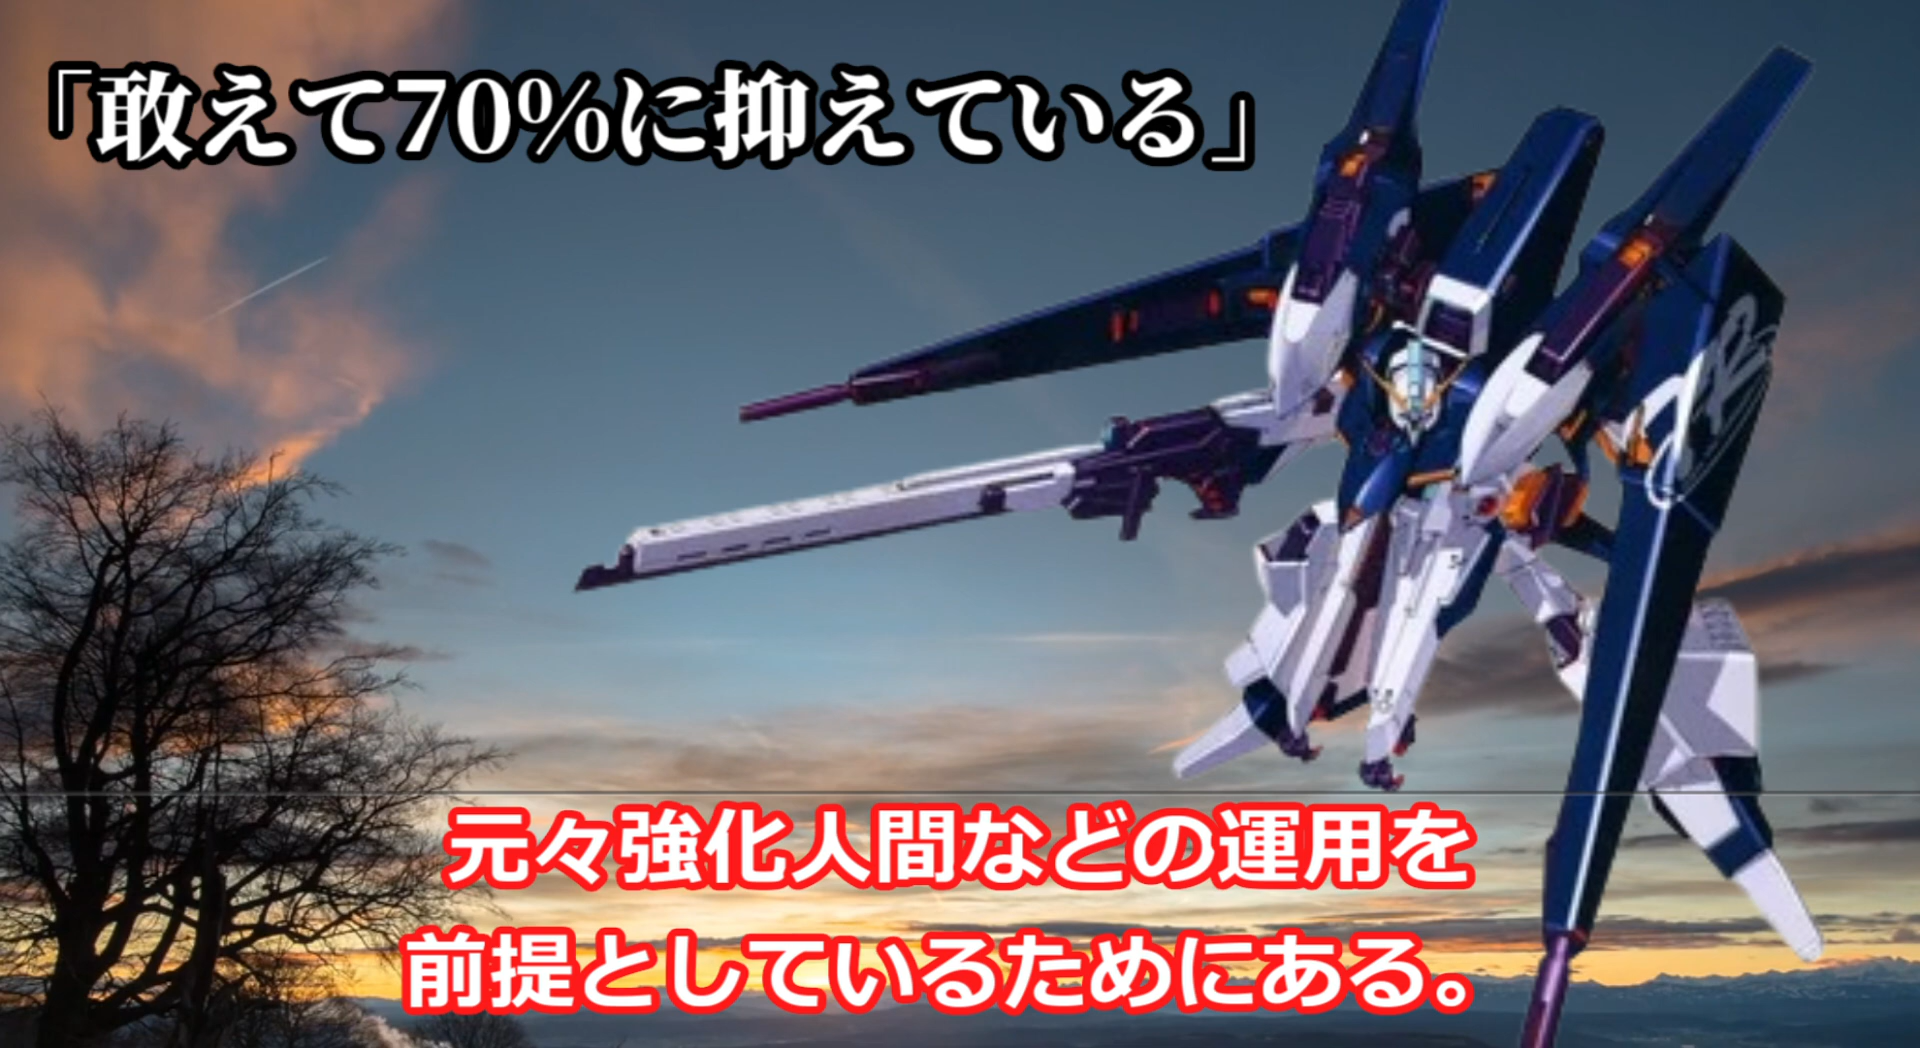 「敢えて70%に抑えている」
元々強化人間などの運用を
前提としているためにある。